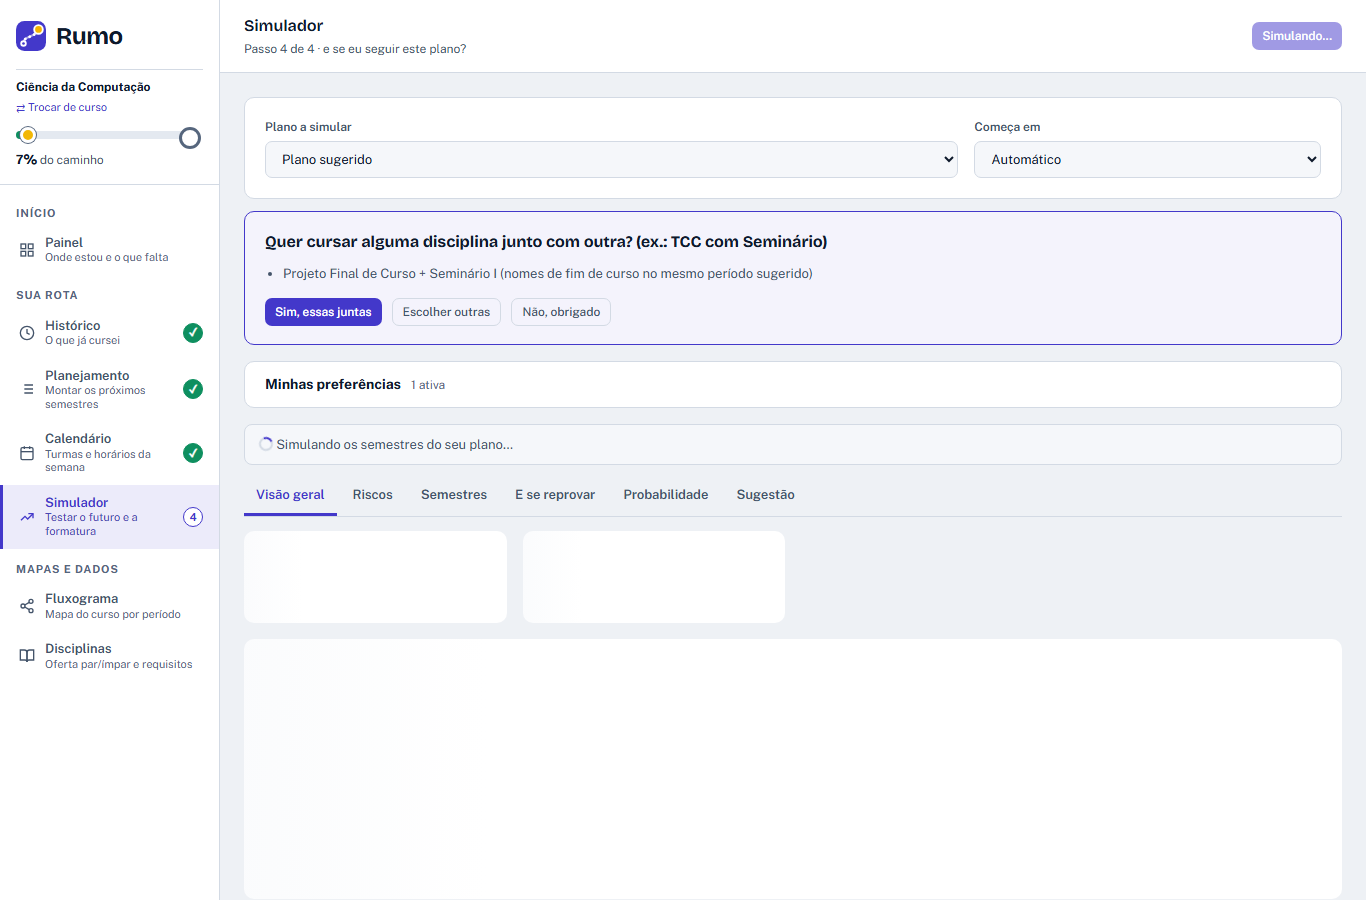 Rumo
Ciência da Computação
⇄ Trocar de curso
7% do caminho
INÍCIO
Painel
Onde estou e o que falta
SUA ROTA
Histórico
O que já cursei
Planejamento
Montar os próximos
semestres
Calendário
Turmas e horários da
semana
Simulador
Testar o futuro e a
formatura
4
MAPAS E DADOS
Fluxograma
Mapa do curso por período
Disciplinas
Oferta par/ímpar e requisitos
Simulador
Passo 4 de 4 · e se eu seguir este plano?
Simulando...
Plano a simular
Plano sugerido
Começa em
Automático
Quer cursar alguma disciplina junto com outra? (ex.: TCC com Seminário)
• Projeto Final de Curso + Seminário I (nomes de fim de curso no mesmo período sugerido)
Sim, essas juntas
Escolher outras
Não, obrigado
Minhas preferências 1 ativa
Simulando os semestres do seu plano...
Visão geral
Riscos
Semestres
E se reprovar
Probabilidade
Sugestão